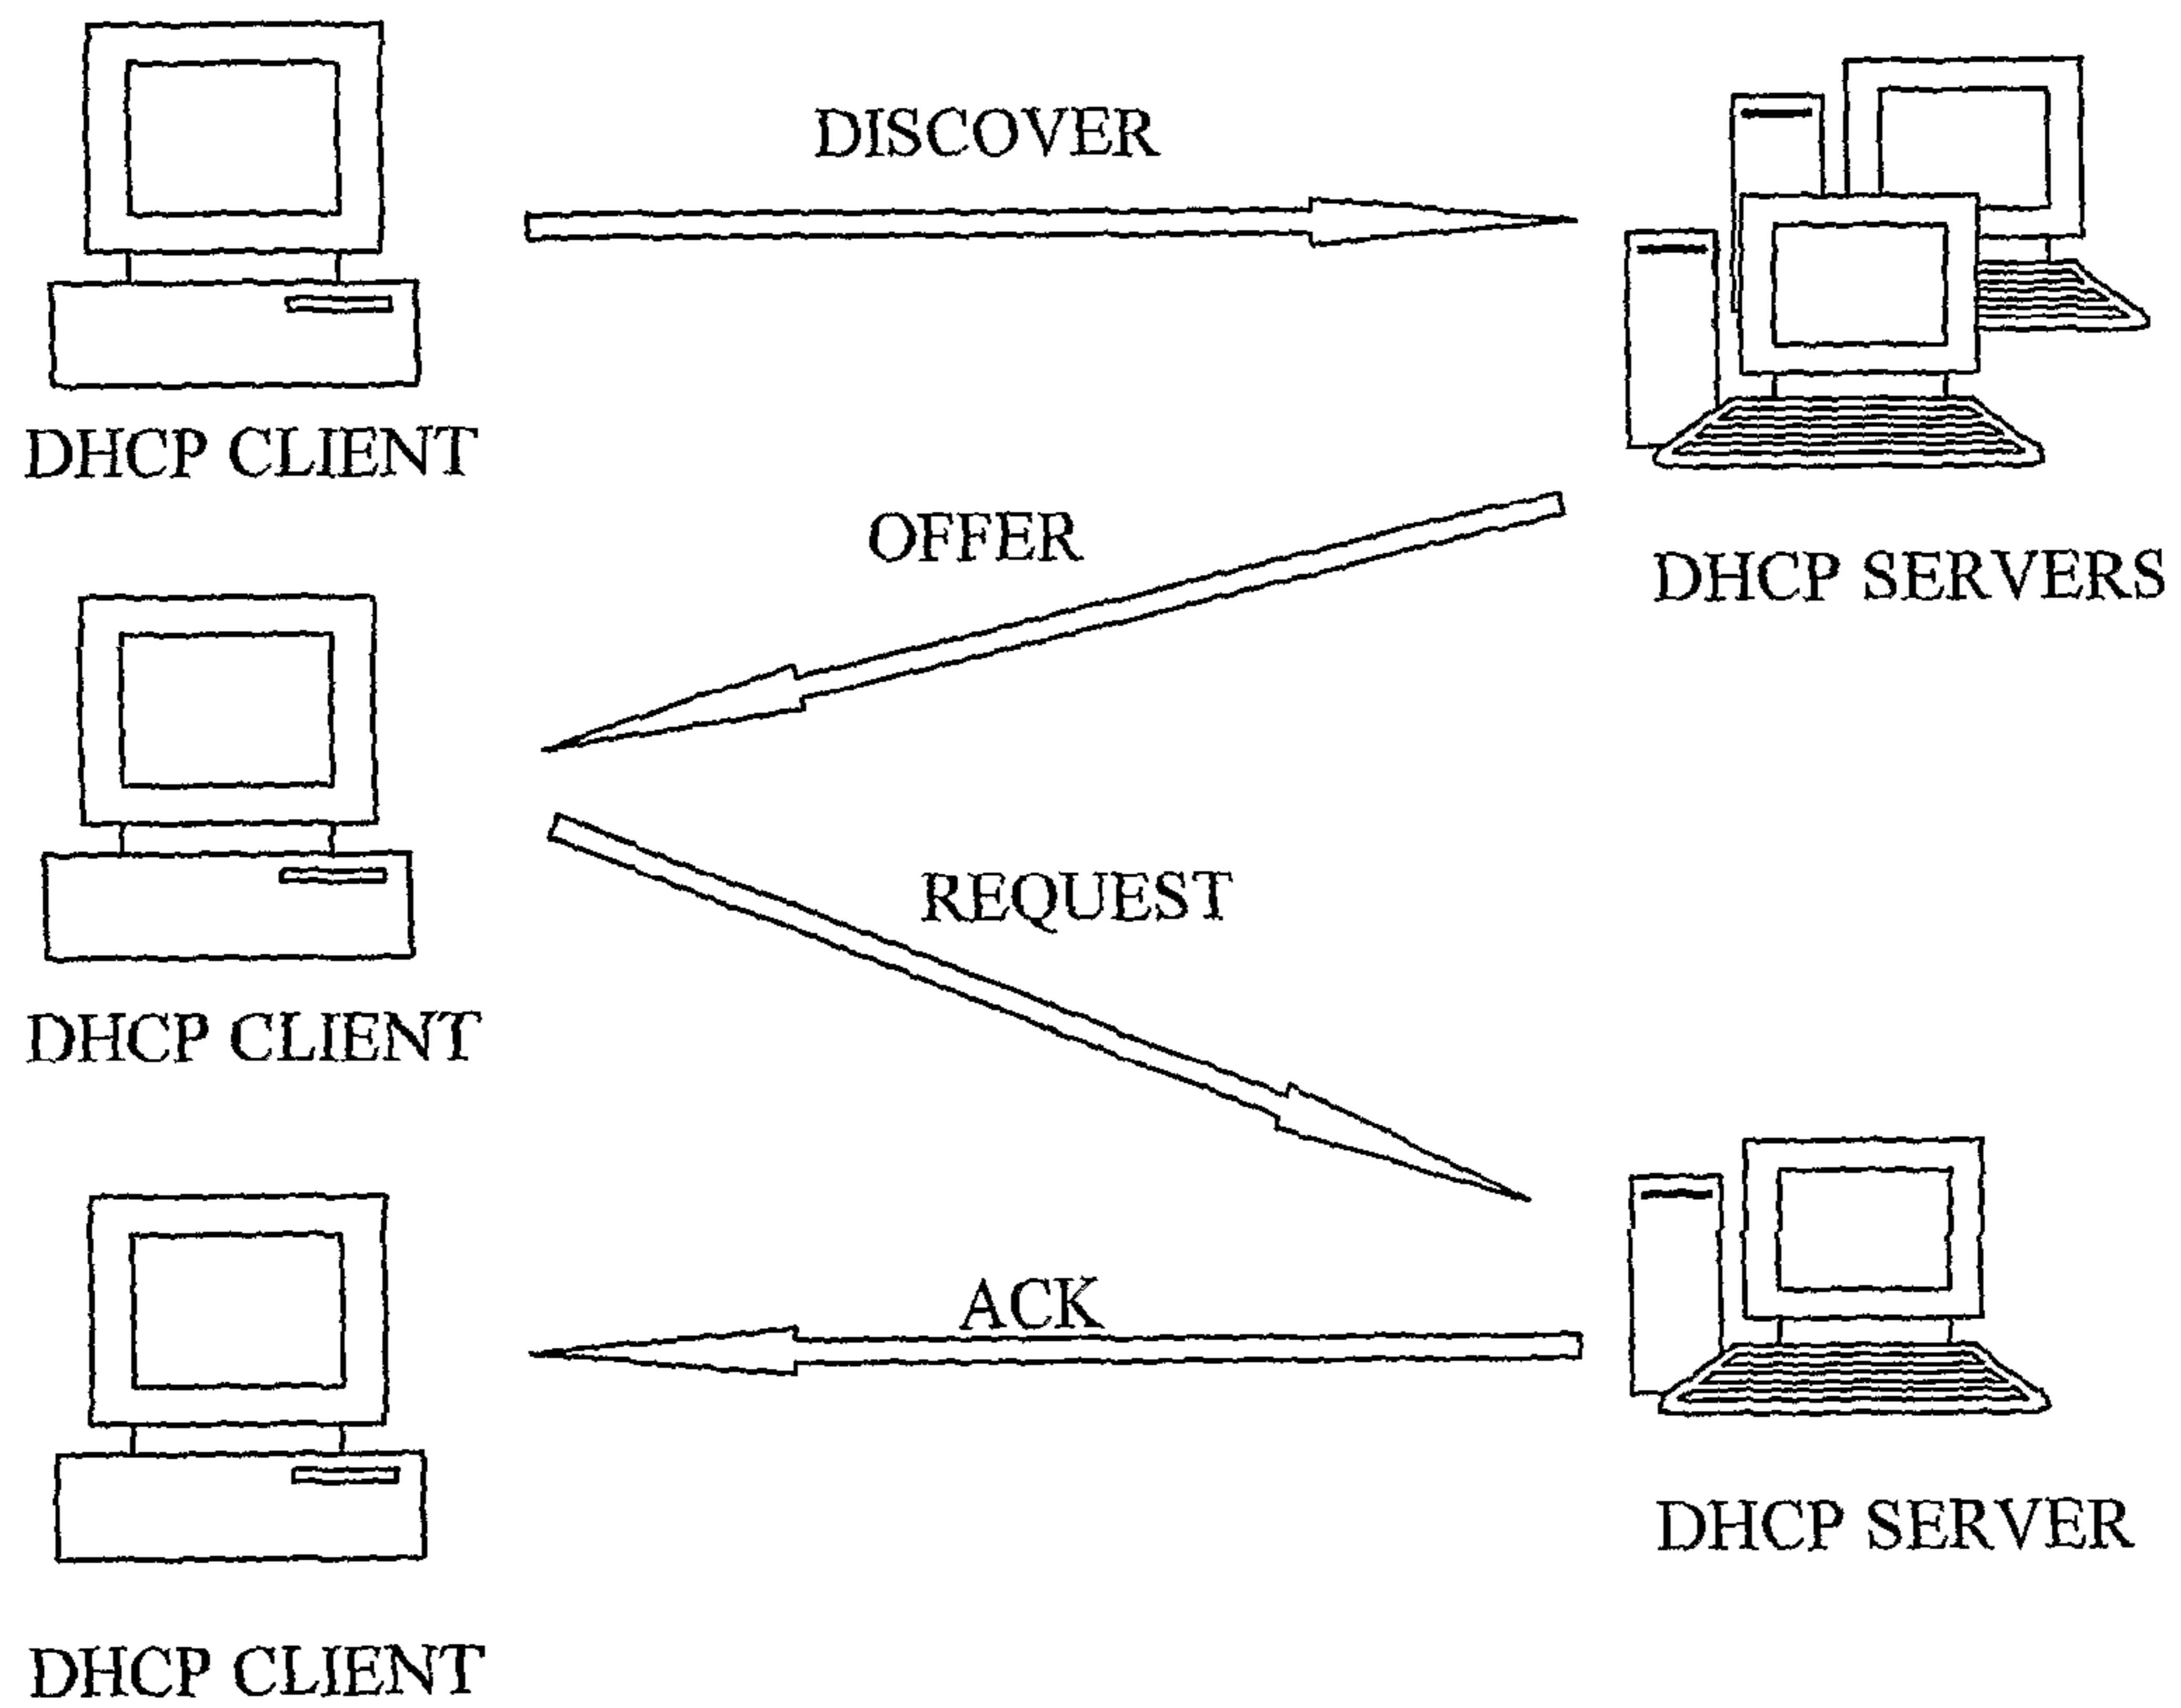 DISCOVER
DHCP CLIENT
OFFER
DHCP SERVERS
REQUEST
DHCP CLIENT
ACK
DHCP SERVER
DHCP CLIENT